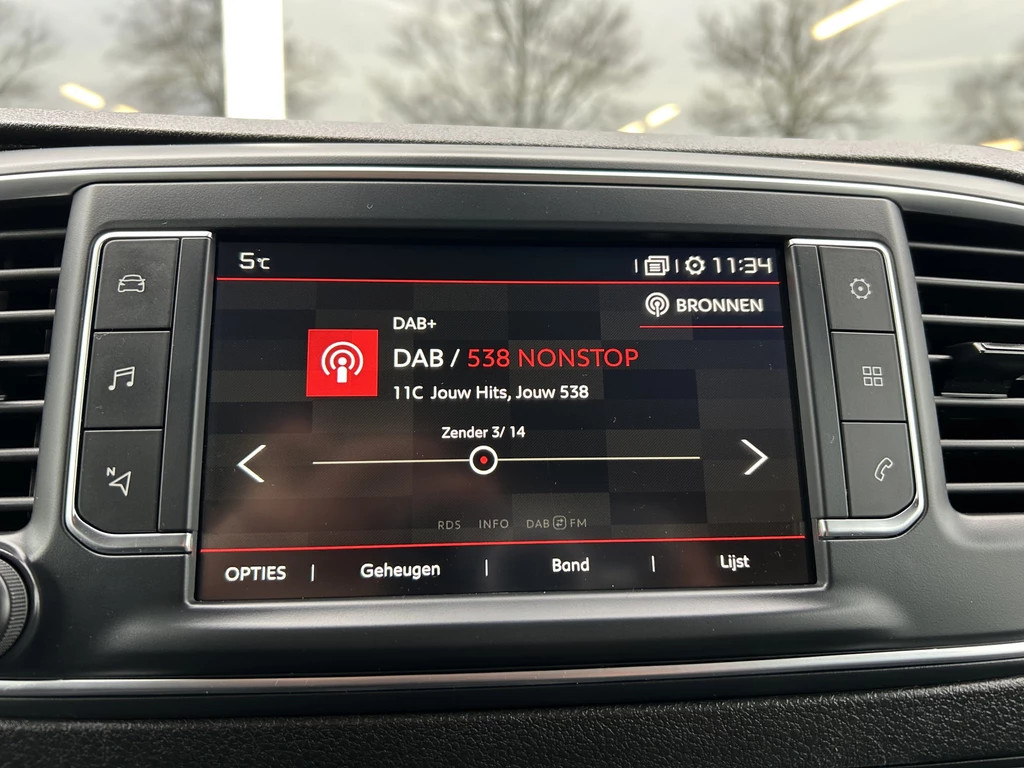 5°C
11:34
BRONNEN
DAB+
DAB / 538 NONSTOP
11C Jouw Hits, Jouw 538
Zender 3/ 14
RDS INFO DAB FM
OPTIES | Geheugen | Band | Lijst
N